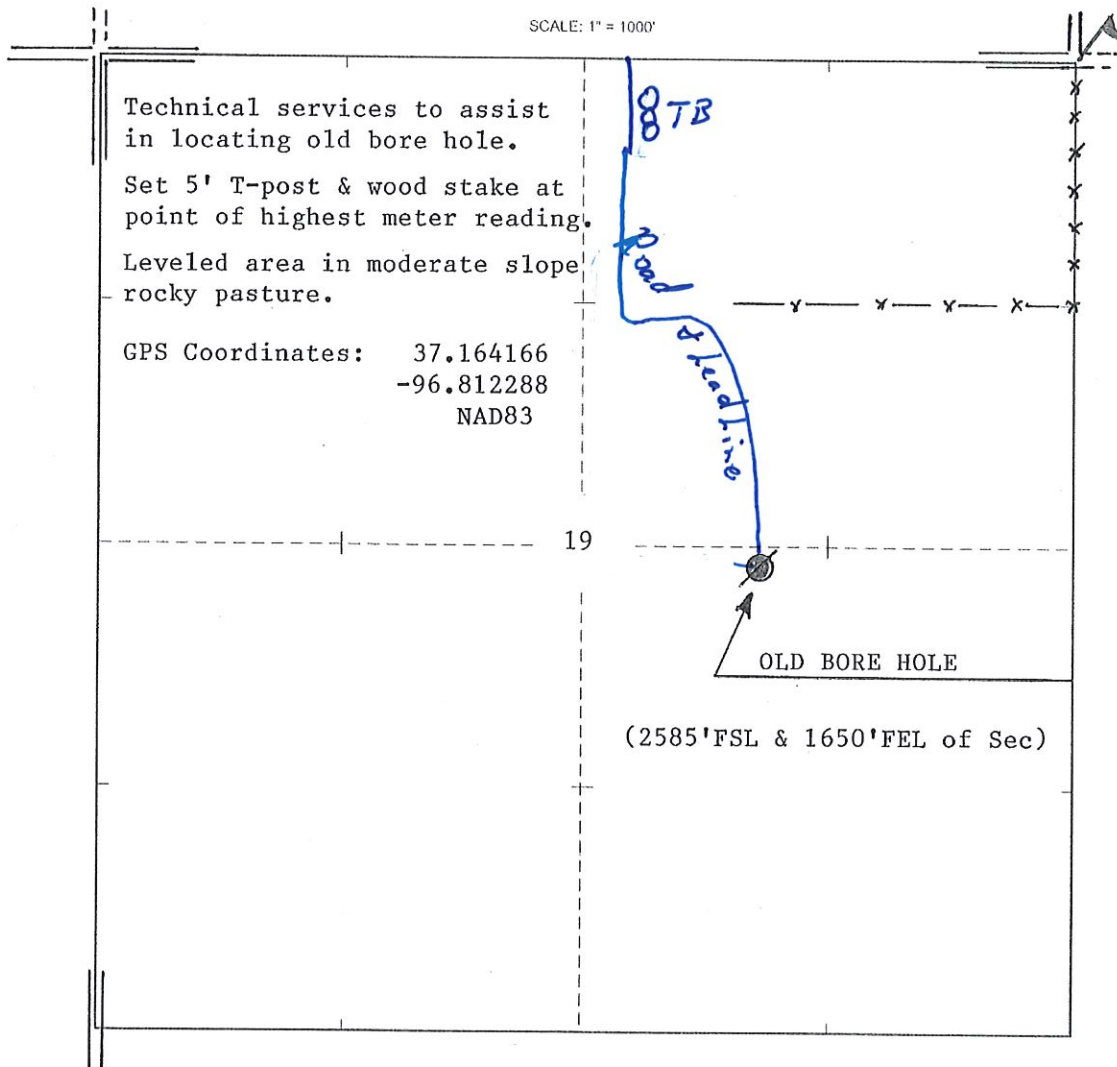 SCALE: 1" = 1000'
Technical services to assist
in locating old bore hole.
Set 5' T-post & wood stake at
point of highest meter reading.
Leveled area in moderate slope
rocky pasture.
GPS Coordinates: 37.164166
-96.812288
NAD83
TB
Road
& Lead Line
19
OLD BORE HOLE
(2585'FSL & 1650'FEL of Sec)